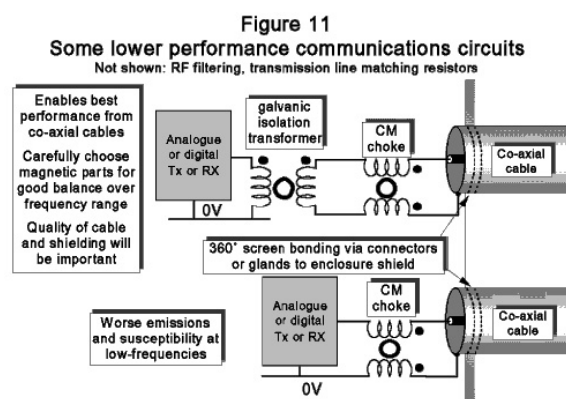 Figure 11
Some lower performance communications circuits
Not shown: RF filtering, transmission line matching resistors
Enables best
performance from
co-axial cables
Carefully choose
magnetic parts for
good balance over
frequency range
Quality of cable
and shielding will
be important
Analogue
or digital
Tx or RX
0V
galvanic
isolation
transformer
CM
choke
Co-axial
cable
360° screen bonding via connectors
or glands to enclosure shield
Worse emissions
and susceptibility at
low-frequencies
Analogue
or digital
Tx or RX
0V
CM
choke
Co-axial
cable